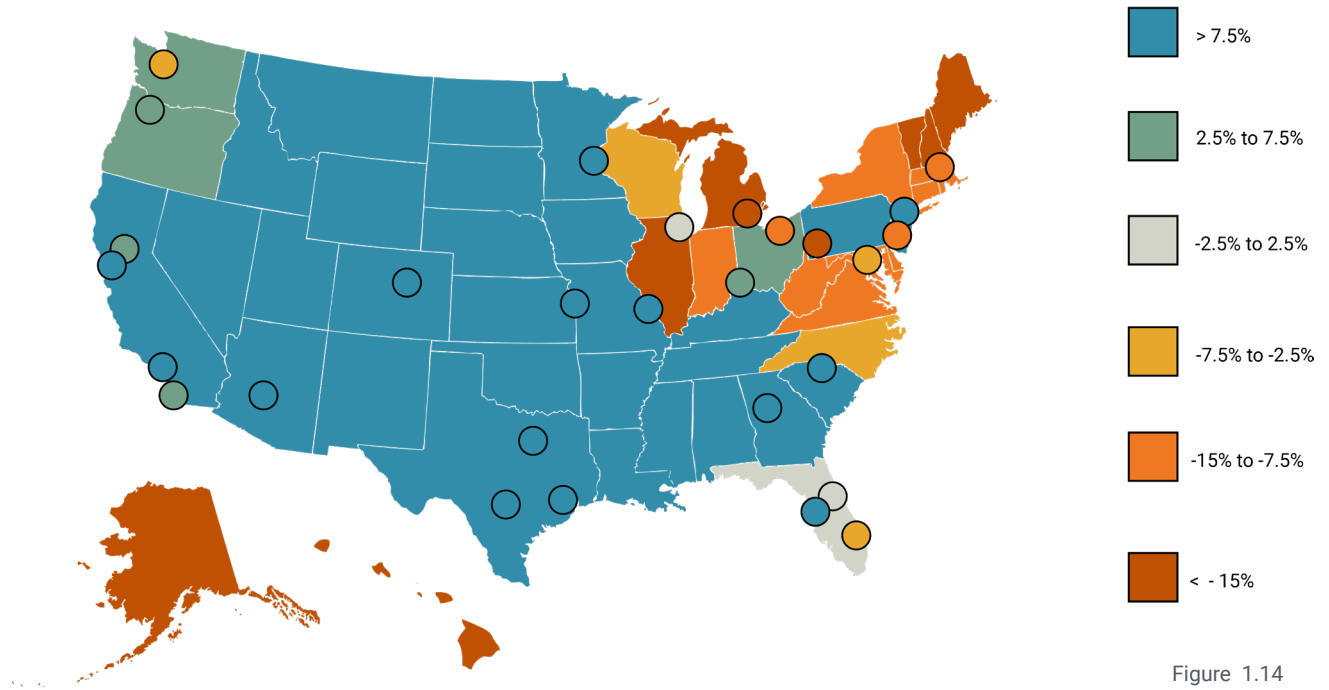 > 7.5%
2.5% to 7.5%
-2.5% to 2.5%
-7.5% to -2.5%
-15% to -7.5%
< - 15%
Figure 1.14